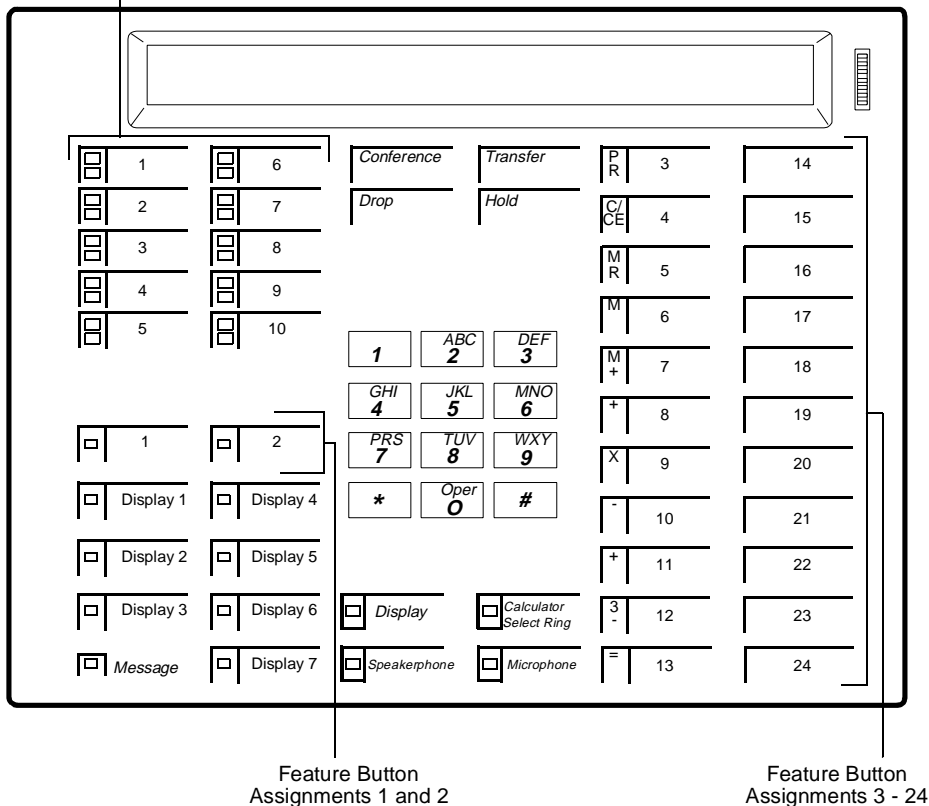 1
6
Conference
Transfer
P
R
3
14
2
7
Drop
Hold
C/
CE
4
15
3
8
M
R
5
16
4
9
M
6
17
5
10
1
ABC
2
DEF
3
M
+
7
18
GHI
4
JKL
5
MNO
6
+
8
19
1
2
PRS
7
TUV
8
WXY
9
X
9
20
Display 1
Display 4
*
Oper
O
#
-
10
21
Display 2
Display 5
+
11
22
Display 3
Display 6
Display
Calculator
Select Ring
3
-
12
23
Message
Display 7
Speakerphone
Microphone
=
13
24
Feature Button
Assignments 1 and 2
Feature Button
Assignments 3 - 24